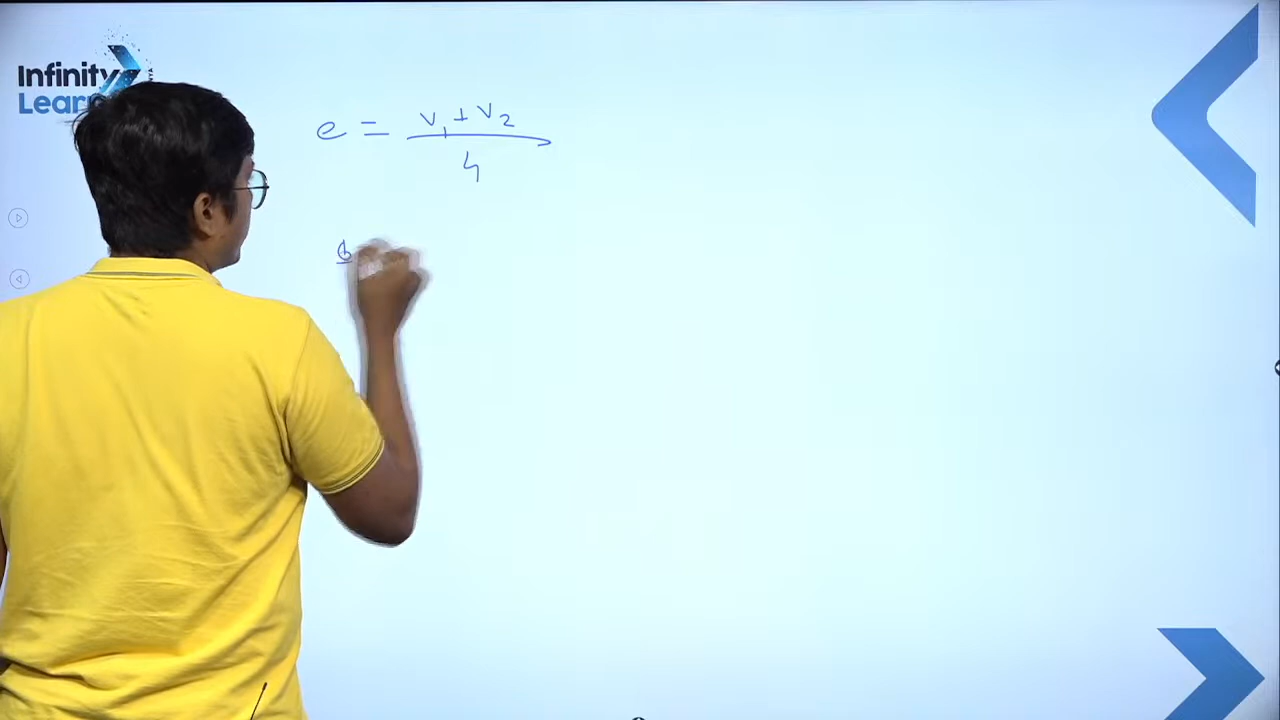 Infinity
Learn
e = v₁ + v₂ / 4